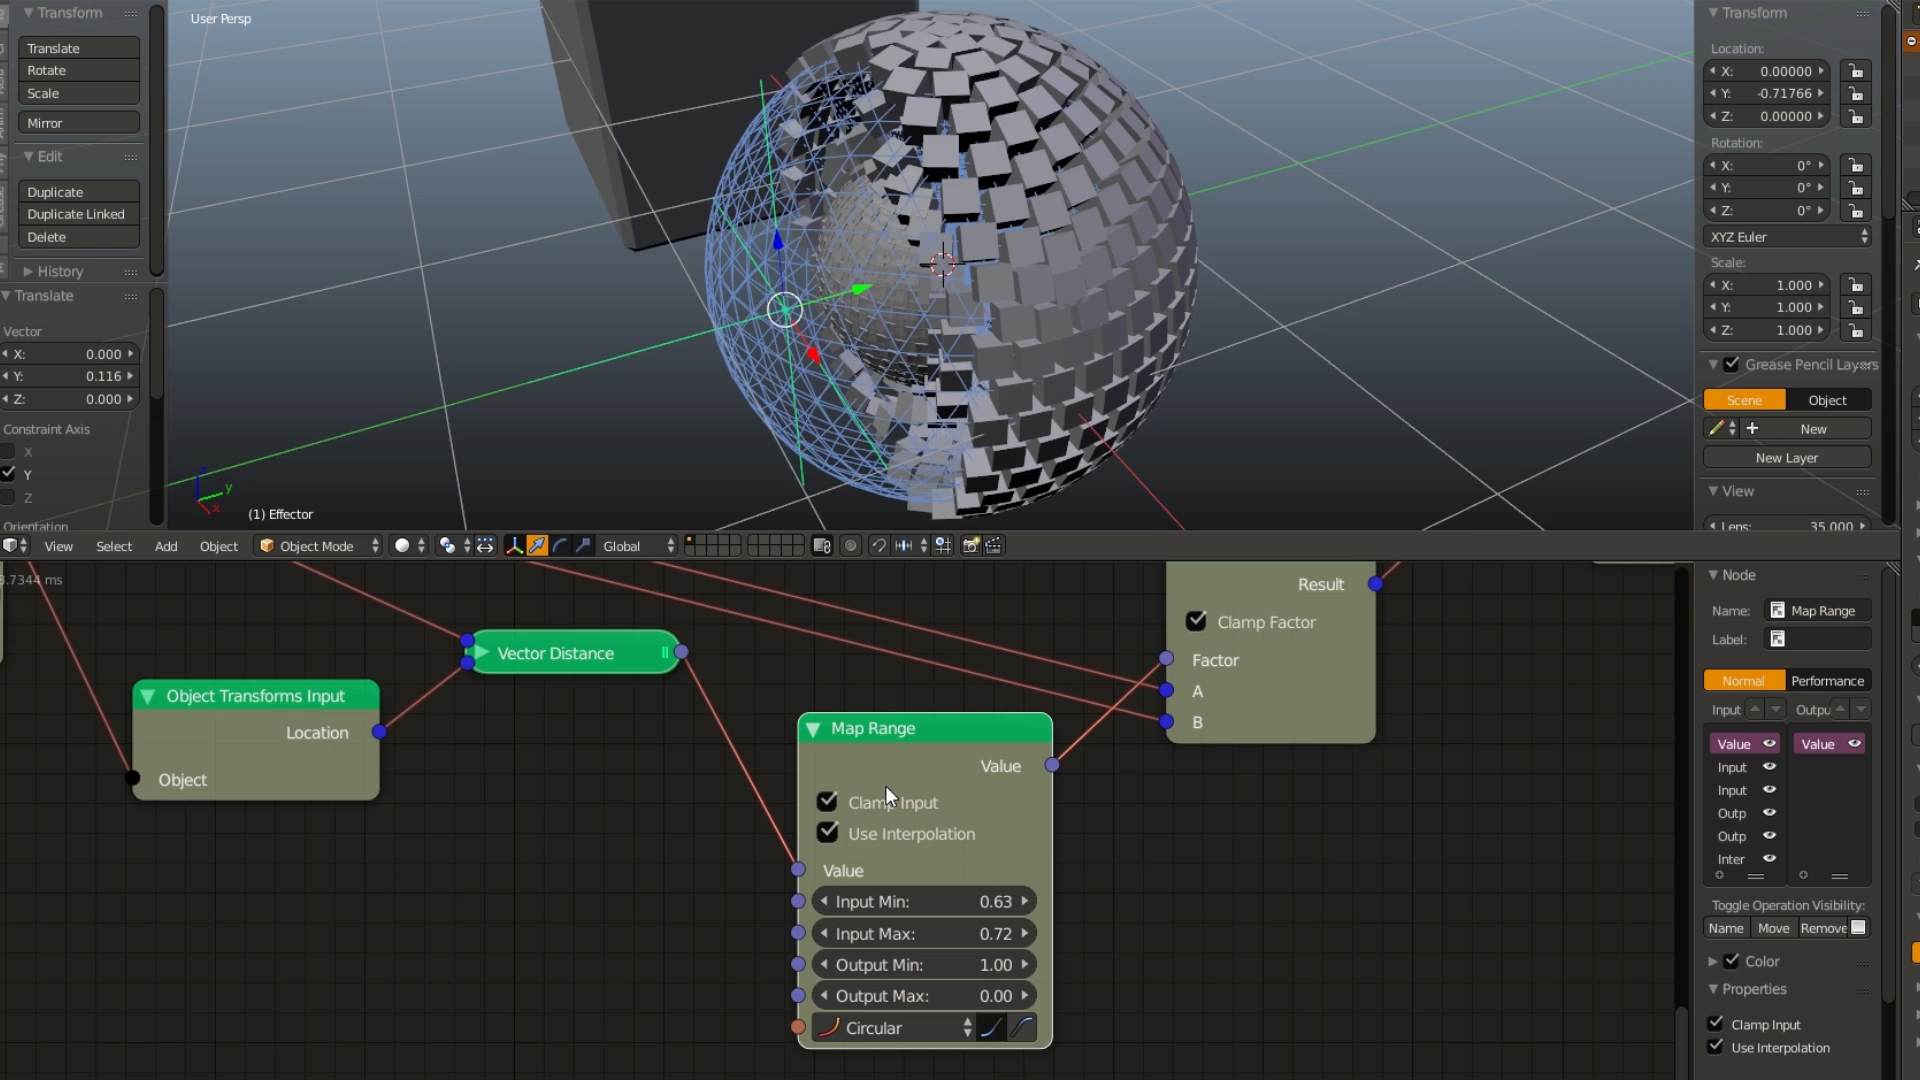 Transform
Translate
Rotate
Scale
Mirror
Edit
Duplicate
Duplicate Linked
Delete
History
Translate
Vector
X: 0.000
Y: 0.116
Z: 0.000
Constraint Axis
X
Y
Z
Orientation
User Persp
y
x
(1) Effector
Transform
Location:
X: 0.00000
Y: -0.71766
Z: 0.00000
Rotation:
X: 0°
Y: 0°
Z: 0°
XYZ Euler
Scale:
X: 1.000
Y: 1.000
Z: 1.000
Grease Pencil Layers
Scene Object
New
New Layer
View
Lens: 35.000
View Select Add Object Object Mode Global
3.7344 ms
Object Transforms Input
Location
Object
Vector Distance
Map Range
Value
Clamp Input
Use Interpolation
Value
Input Min: 0.63
Input Max: 0.72
Output Min: 1.00
Output Max: 0.00
Circular
Result
Clamp Factor
Factor
A
B
Node
Name: Map Range
Label:
Normal Performance
Input Outpu
Value Value
Input
Input
Outp
Outp
Inter
Toggle Operation Visibility:
Name Move Remove
Color
Properties
Clamp Input
Use Interpolation